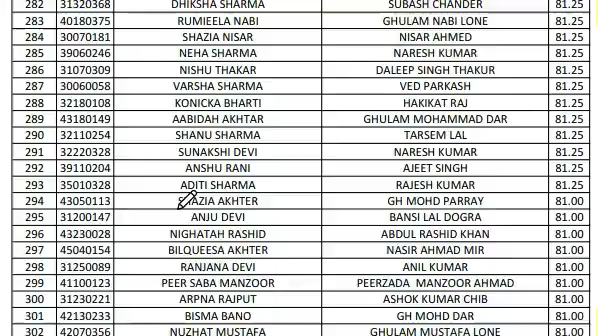 282 31320368 DHIKSHA SHARMA SUBASH CHANDER 81.25
283 40180375 RUMIEELA NABI GHULAM NABI LONE 81.25
284 30070181 SHAZIA NISAR NISAR AHMED 81.25
285 39060246 NEHA SHARMA NARESH KUMAR 81.25
286 31070309 NISHU THAKAR DALEEP SINGH THAKUR 81.25
287 30060058 VARSHA SHARMA VED PARKASH 81.25
288 32180108 KONICKA BHARTI HAKIKAT RAJ 81.25
289 43180149 AABIDAH AKHTAR GHULAM MOHAMMAD DAR 81.25
290 32110254 SHANU SHARMA TARSEM LAL 81.25
291 32220328 SUNAKSHI DEVI NARESH KUMAR 81.25
292 39110204 ANSHU RANI AJEET SINGH 81.25
293 35010328 ADITI SHARMA RAJESH KUMAR 81.25
294 43050113 SHAZIA AKHTER GH MOHD PARRAY 81.00
295 31200147 ANJU DEVI BANSI LAL DOGRA 81.00
296 43230028 NIGHATAH RASHID ABDUL RASHID KHAN 81.00
297 45040154 BILQUEESA AKHTER NASIR AHMAD MIR 81.00
298 31250089 RANJANA DEVI ANIL KUMAR 81.00
299 41100123 PEER SABA MANZOOR PEERZADA MANZOOR AHMAD 81.00
300 31230221 ARPNA RAJPUT ASHOK KUMAR CHIB 81.00
301 42130233 BISMA BANO GH MOHD DAR 81.00
302 42070356 NUZHAT MUSTAFA GHULAM MUSTAFA LONE 81.00